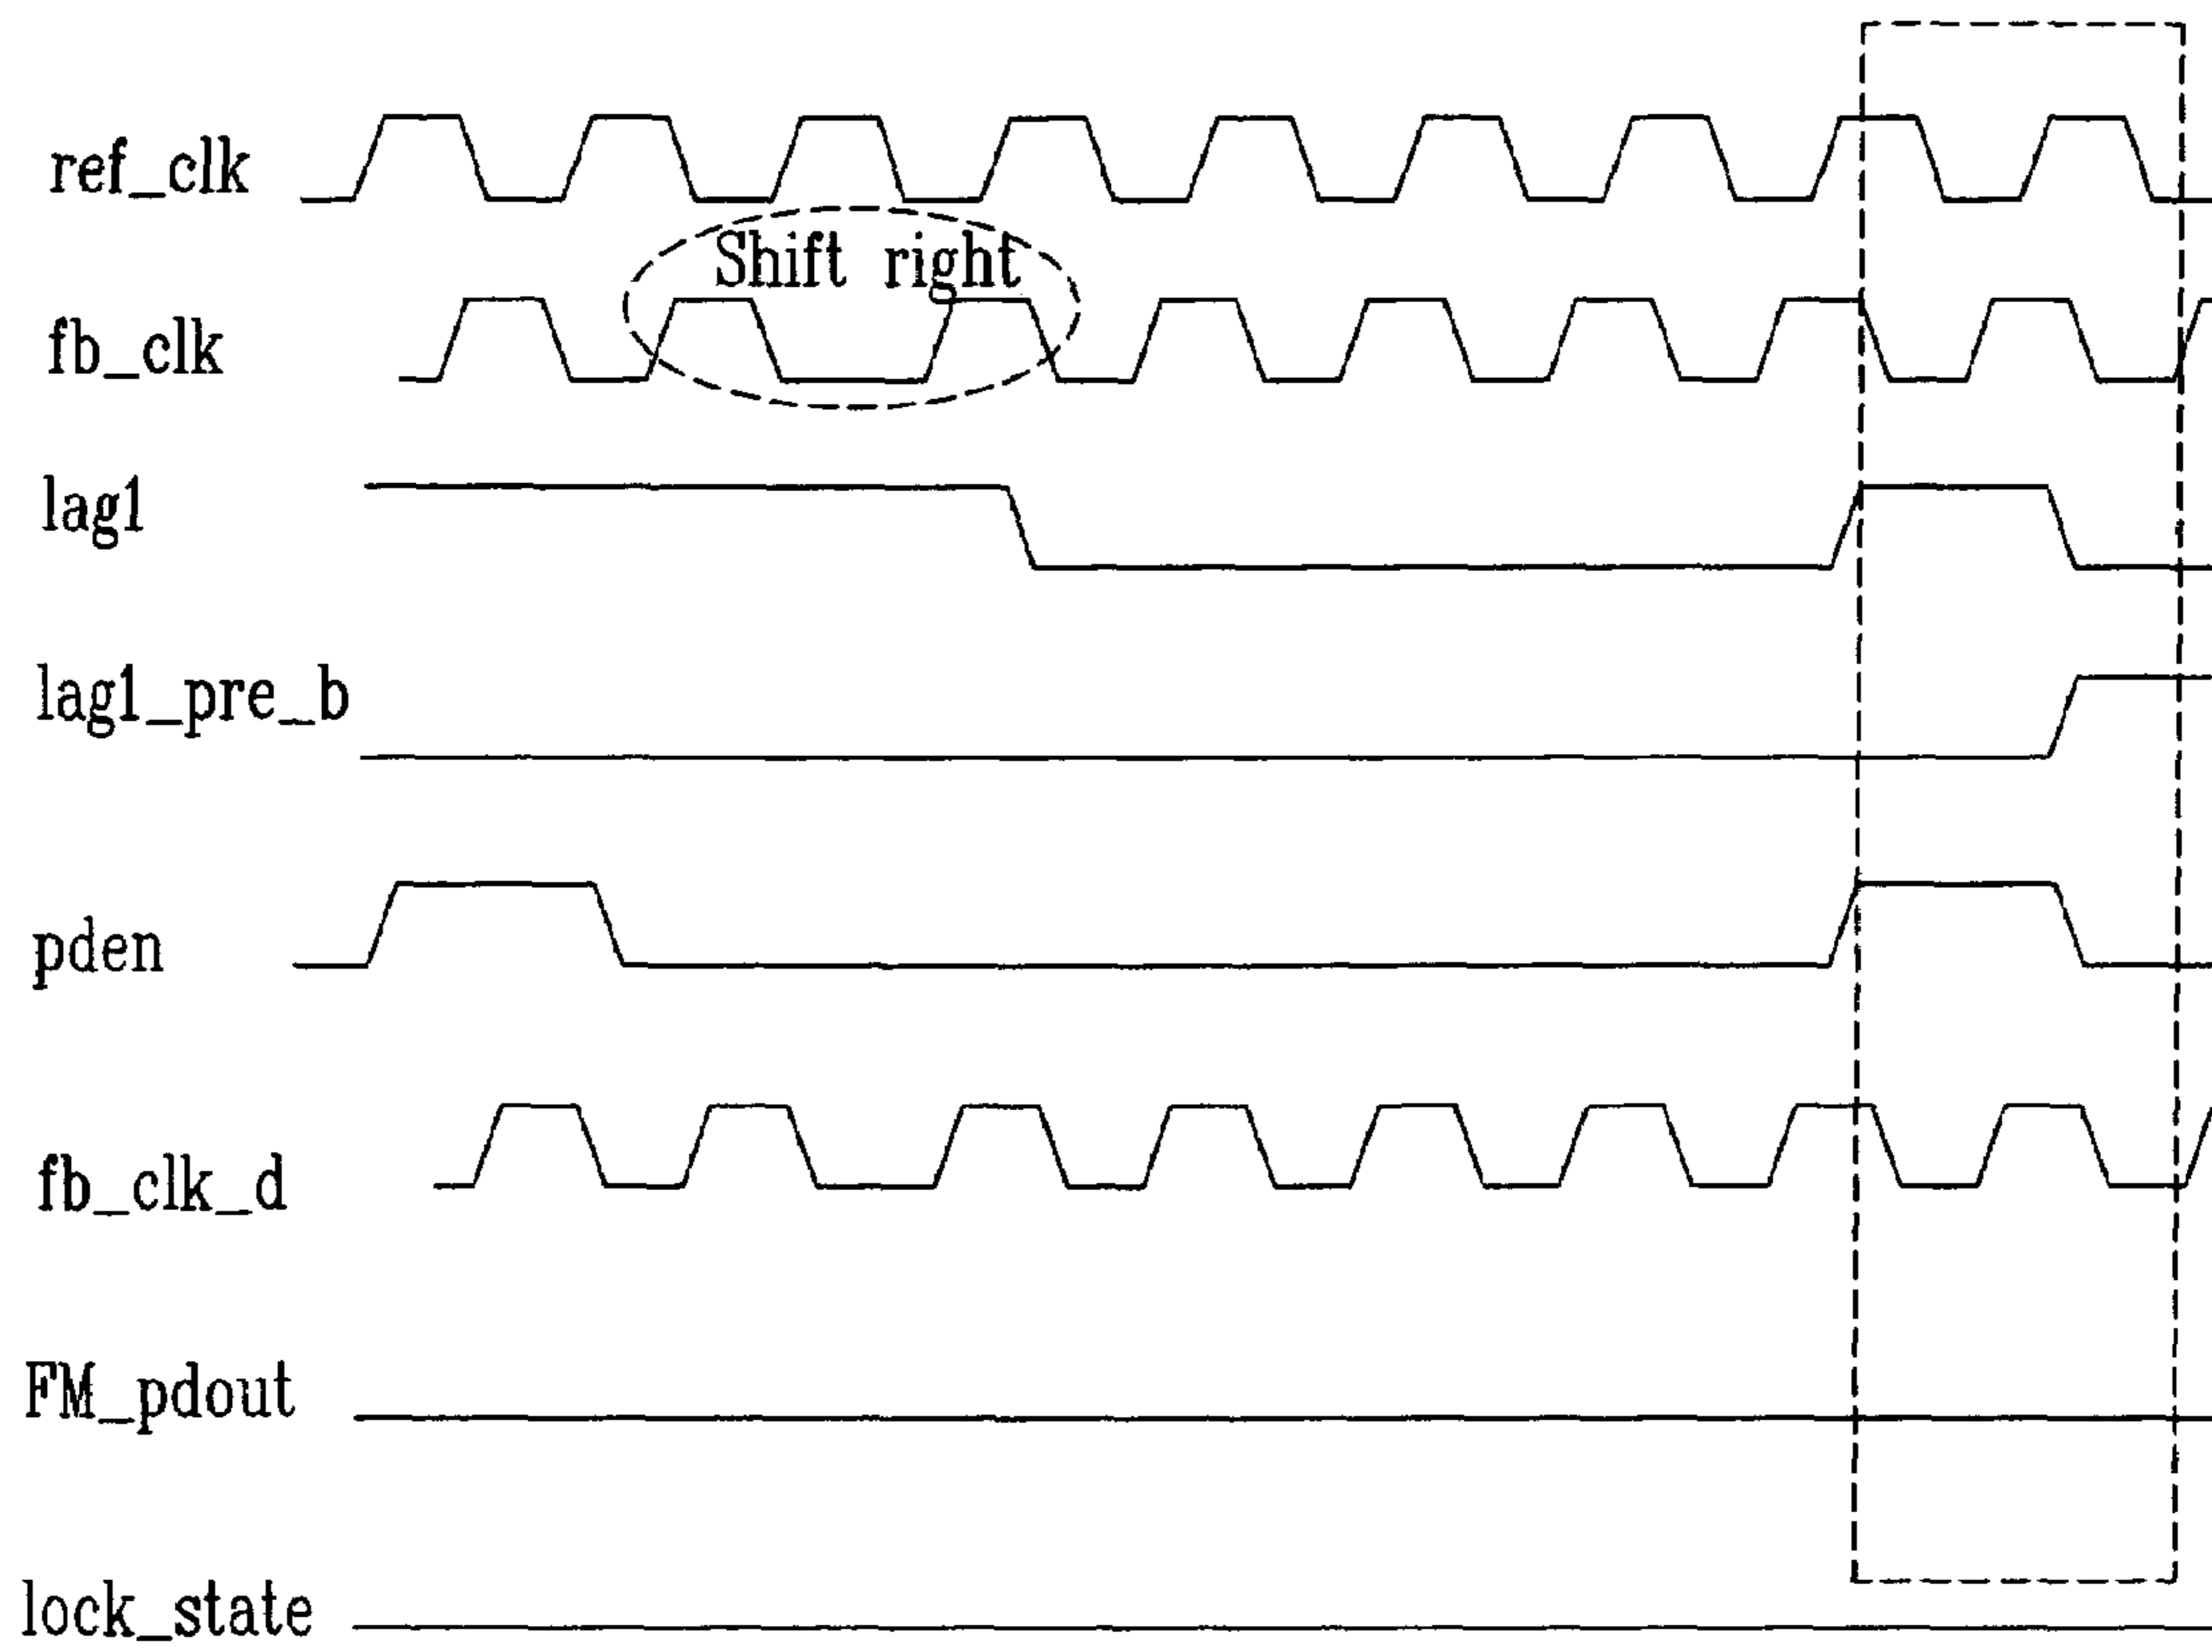 ref_clk
Shift right
fb_clk
lag1
lag1_pre_b
pden
fb_clk_d
FM_pdout
lock_state